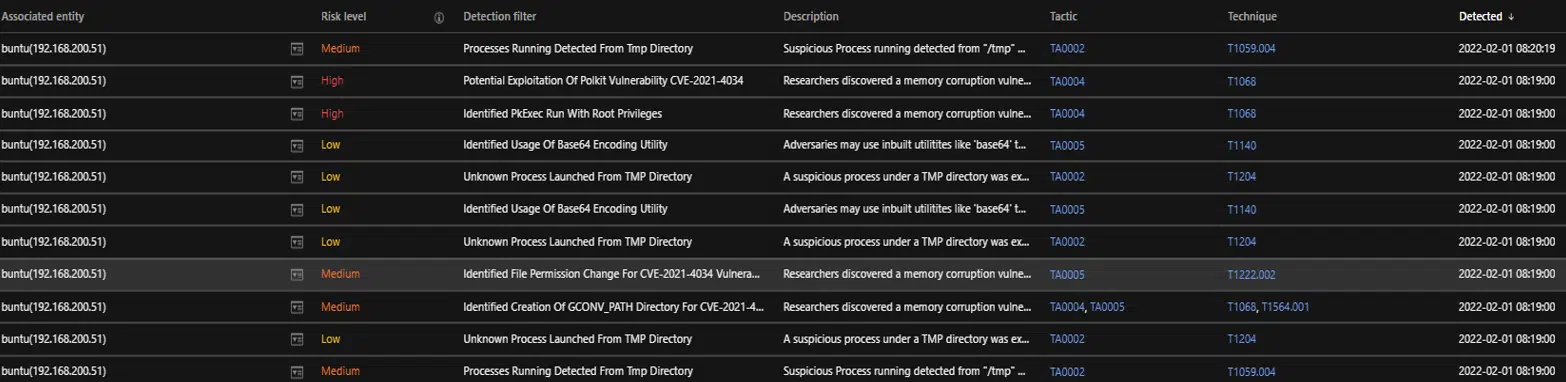 Associated entity Risk level Detection filter Description Tactic Technique Detected ↓
buntu(192.168.200.51) Medium Processes Running Detected From Tmp Directory Suspicious Process running detected from "/tmp" ... TA0002 T1059.004 2022-02-01 08:20:19
buntu(192.168.200.51) High Potential Exploitation Of Polkit Vulnerability CVE-2021-4034 Researchers discovered a memory corruption vulne... TA0004 T1068 2022-02-01 08:19:00
buntu(192.168.200.51) High Identified PkExec Run With Root Privileges Researchers discovered a memory corruption vulne... TA0004 T1068 2022-02-01 08:19:00
buntu(192.168.200.51) Low Identified Usage Of Base64 Encoding Utility Adversaries may use inbuilt utilitites like 'base64' t... TA0005 T1140 2022-02-01 08:19:00
buntu(192.168.200.51) Low Unknown Process Launched From TMP Directory A suspicious process under a TMP directory was ex... TA0002 T1204 2022-02-01 08:19:00
buntu(192.168.200.51) Low Identified Usage Of Base64 Encoding Utility Adversaries may use inbuilt utilitites like 'base64' t... TA0005 T1140 2022-02-01 08:19:00
buntu(192.168.200.51) Low Unknown Process Launched From TMP Directory A suspicious process under a TMP directory was ex... TA0002 T1204 2022-02-01 08:19:00
buntu(192.168.200.51) Medium Identified File Permission Change For CVE-2021-4034 Vulnera... Researchers discovered a memory corruption vulne... TA0005 T1222.002 2022-02-01 08:19:00
buntu(192.168.200.51) Medium Identified Creation Of GCONV_PATH Directory For CVE-2021-4... Researchers discovered a memory corruption vulne... TA0004, TA0005 T1068, T1564.001 2022-02-01 08:19:00
buntu(192.168.200.51) Low Unknown Process Launched From TMP Directory A suspicious process under a TMP directory was ex... TA0002 T1204 2022-02-01 08:19:00
buntu(192.168.200.51) Medium Processes Running Detected From Tmp Directory Suspicious Process running detected from "/tmp" ... TA0002 T1059.004 2022-02-01 08:19:00